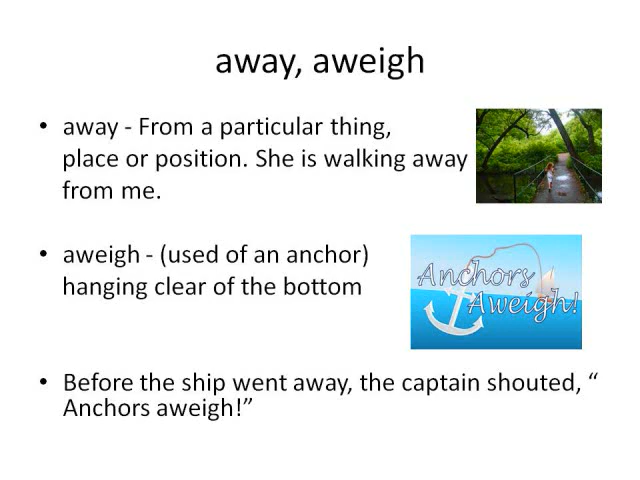 away, aweigh
• away - From a particular thing,
place or position. She is walking away
from me.
• aweigh - (used of an anchor)
hanging clear of the bottom
Anchors
Aweigh!
• Before the ship went away, the captain shouted, “
Anchors aweigh!”